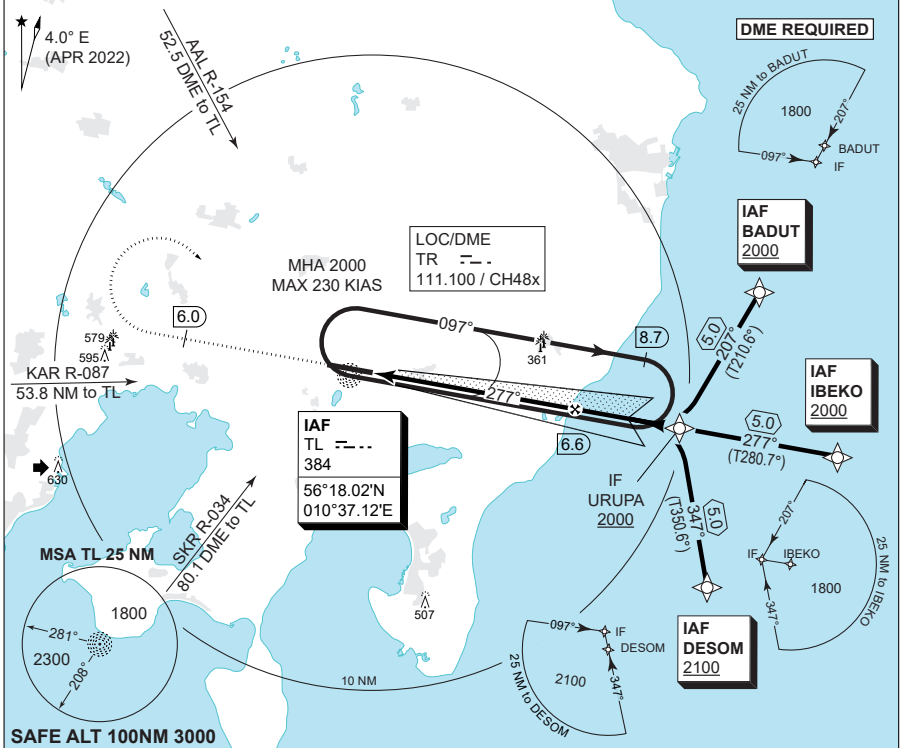 4.0° E
(APR 2022)
AAL R-154
52.5 DME to TL
DME REQUIRED
25 NM to BADUT
1800
207°
097°
BADUT
IF
IAF
BADUT
2000
LOC/DME
TR
111.100 / CH48x
MHA 2000
MAX 230 KIAS
6.0
097°
361
8.7
5.0
207°
(T210.6°)
579
595
KAR R-087
53.8 NM to TL
277
6.6
IAF
IBEKO
2000
5.0
277°
(T280.7°)
IAF
TL
384
56°18.02'N
010°37.12'E
630
IF
URUPA
2000
5.0
347°
(T350.6°)
SKR R-034
80.1 DME to TL
207°
IF
IBEKO
1800
347°
25 NM to IBEKO
MSA TL 25 NM
1800
281°
2300
208°
507
097°
IF
DESOM
2100
347°
25 NM to DESOM
IAF
DESOM
2100
10 NM
SAFE ALT 100NM 3000